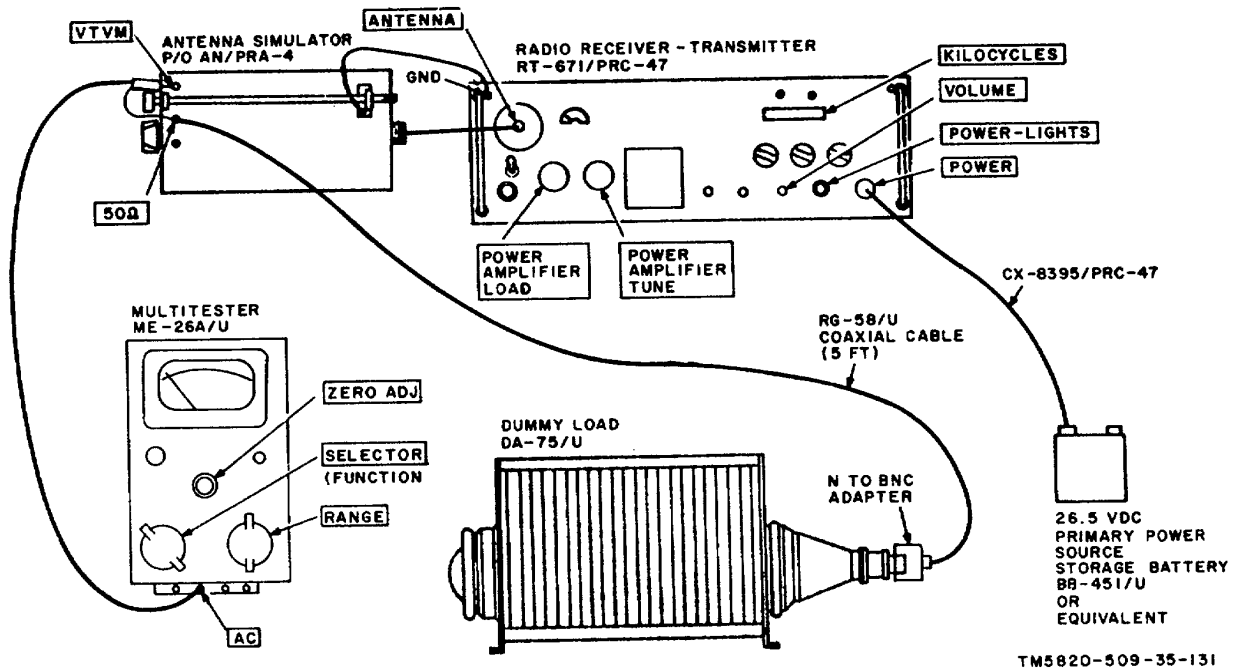 ANTENNA
VTVM
ANTENNA SIMULATOR
P/O AN/PRA-4
RADIO RECEIVER-TRANSMITTER
RT-671/PRC-47
GND
KILOCYCLES
VOLUME
POWER-LIGHTS
POWER
50Ω
POWER
AMPLIFIER
LOAD
POWER
AMPLIFIER
TUNE
CX-8395/PRC-47
MULTITESTER
ME-26A/U
RG-58/U
COAXIAL CABLE
(5 FT)
ZERO ADJ
SELECTOR
(FUNCTION
RANGE
AC
DUMMY LOAD
DA-75/U
N TO BNC
ADAPTER
26.5 VDC
PRIMARY POWER
SOURCE
STORAGE BATTERY
BB-451/U
OR
EQUIVALENT
TM5820-509-35-131